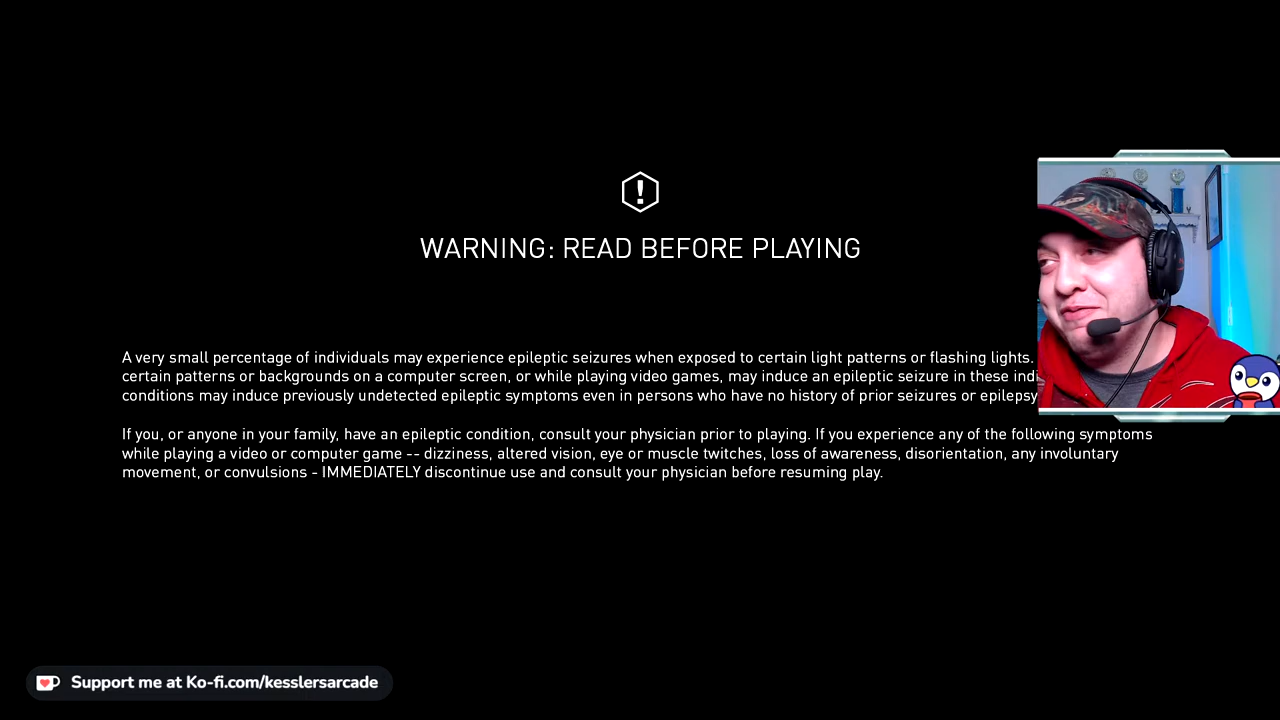 WARNING: READ BEFORE PLAYING
A very small percentage of individuals may experience epileptic seizures when exposed to certain light patterns or flashing lights.
certain patterns or backgrounds on a computer screen, or while playing video games, may induce an epileptic seizure in these
conditions may induce previously undetected epileptic symptoms even in persons who have no history of prior seizures or epilepsy
If you, or anyone in your family, have an epileptic condition, consult your physician prior to playing. If you experience any of the following symptoms
while playing a video or computer game -- dizziness, altered vision, eye or muscle twitches, loss of awareness, disorientation, any involuntary
movement, or convulsions - IMMEDIATELY discontinue use and consult your physician before resuming play.
Support me at Ko-fi.com/kesslersarcade